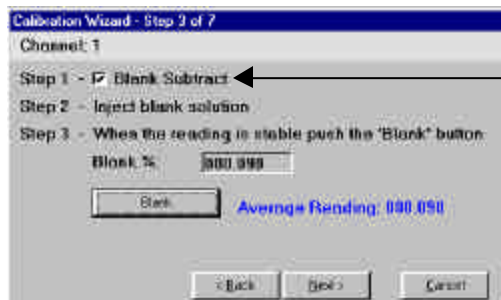 Calibration Wizard - Step 3 of 7
Channel: 1
Step 1 - Blank Subtract
Step 2 - Inject blank solution
Step 3 - When the reading is stable push the "Blank" button
Blank % 000.090
Blank Average Reading: 000.090
< Back Next > Cancel